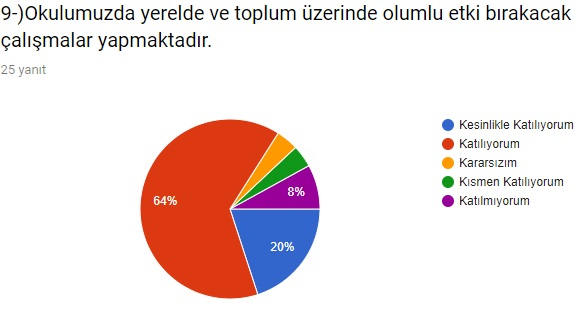 9-)Okulumuzda yerelde ve toplum üzerinde olumlu etki bırakacak
çalışmalar yapmaktadır.
25 yanıt
Kesinlikle Katılıyorum
Katılıyorum
Kararsızım
Kısmen Katılıyorum
Katılmıyorum
64%
8%
20%